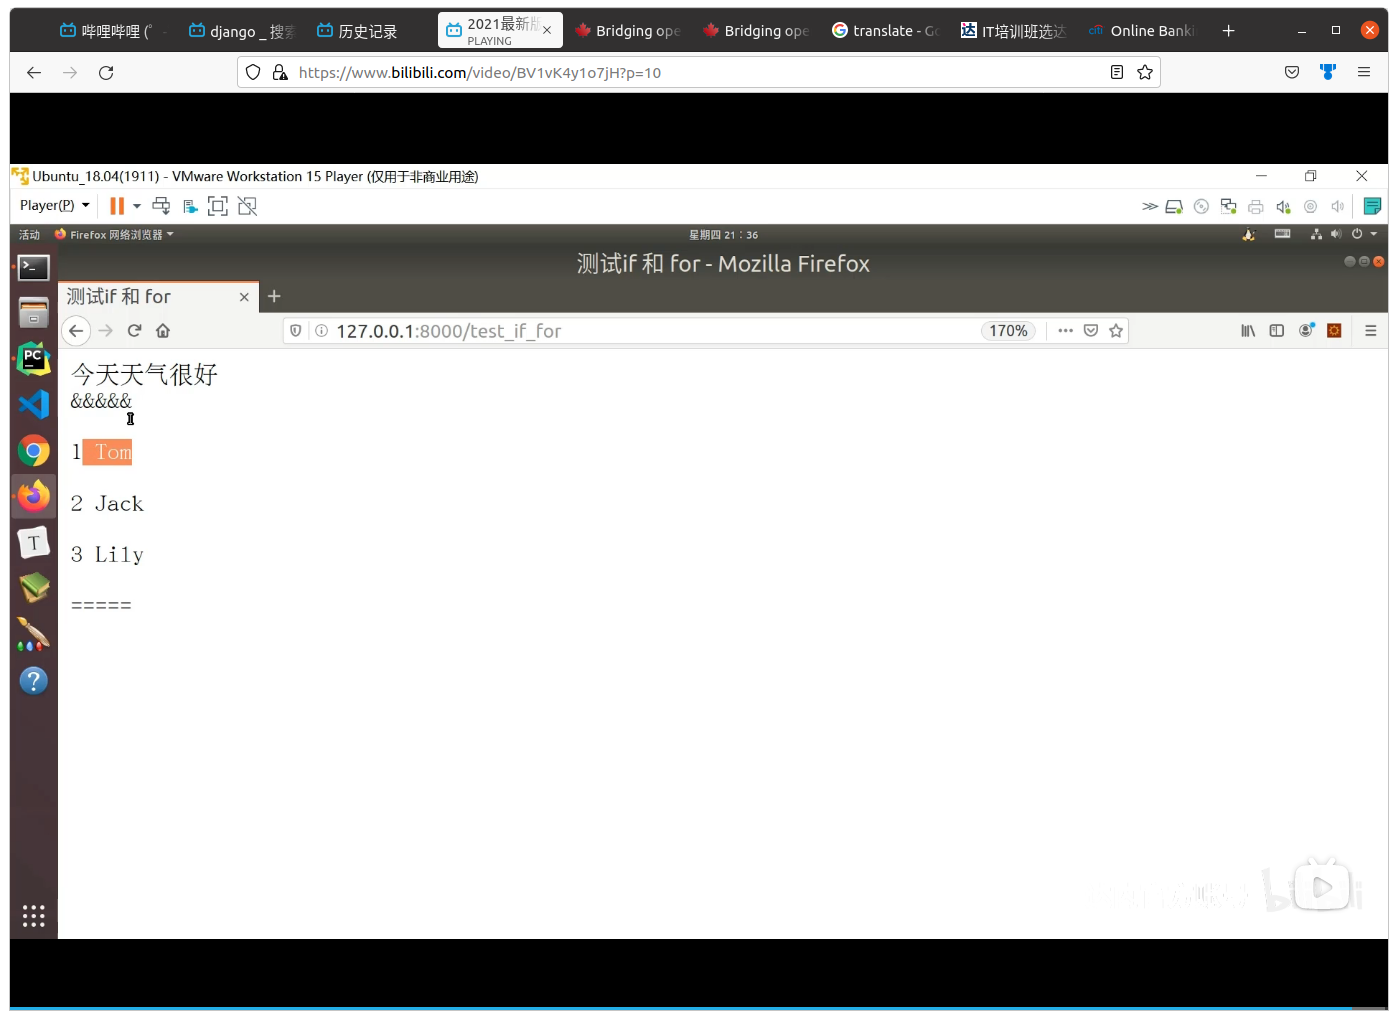 哔哩哔哩 (゜
django _ 搜索
历史记录
2021最新版
PLAYING
Bridging ope
Bridging ope
translate - Go
IT培训班选达
Online Banki
https://www.bilibili.com/video/BV1vK4y1o7jH?p=10
Ubuntu_18.04(1911) - VMware Workstation 15 Player (仅用于非商业用途)
Player(P)
活动 Firefox 网络浏览器 星期四 21：36
测试if 和 for - Mozilla Firefox
测试if 和 for
127.0.0.1:8000/test_if_for 170%
今天天气很好
&&&&&
1 Tom
2 Jack
3 Lily
=====